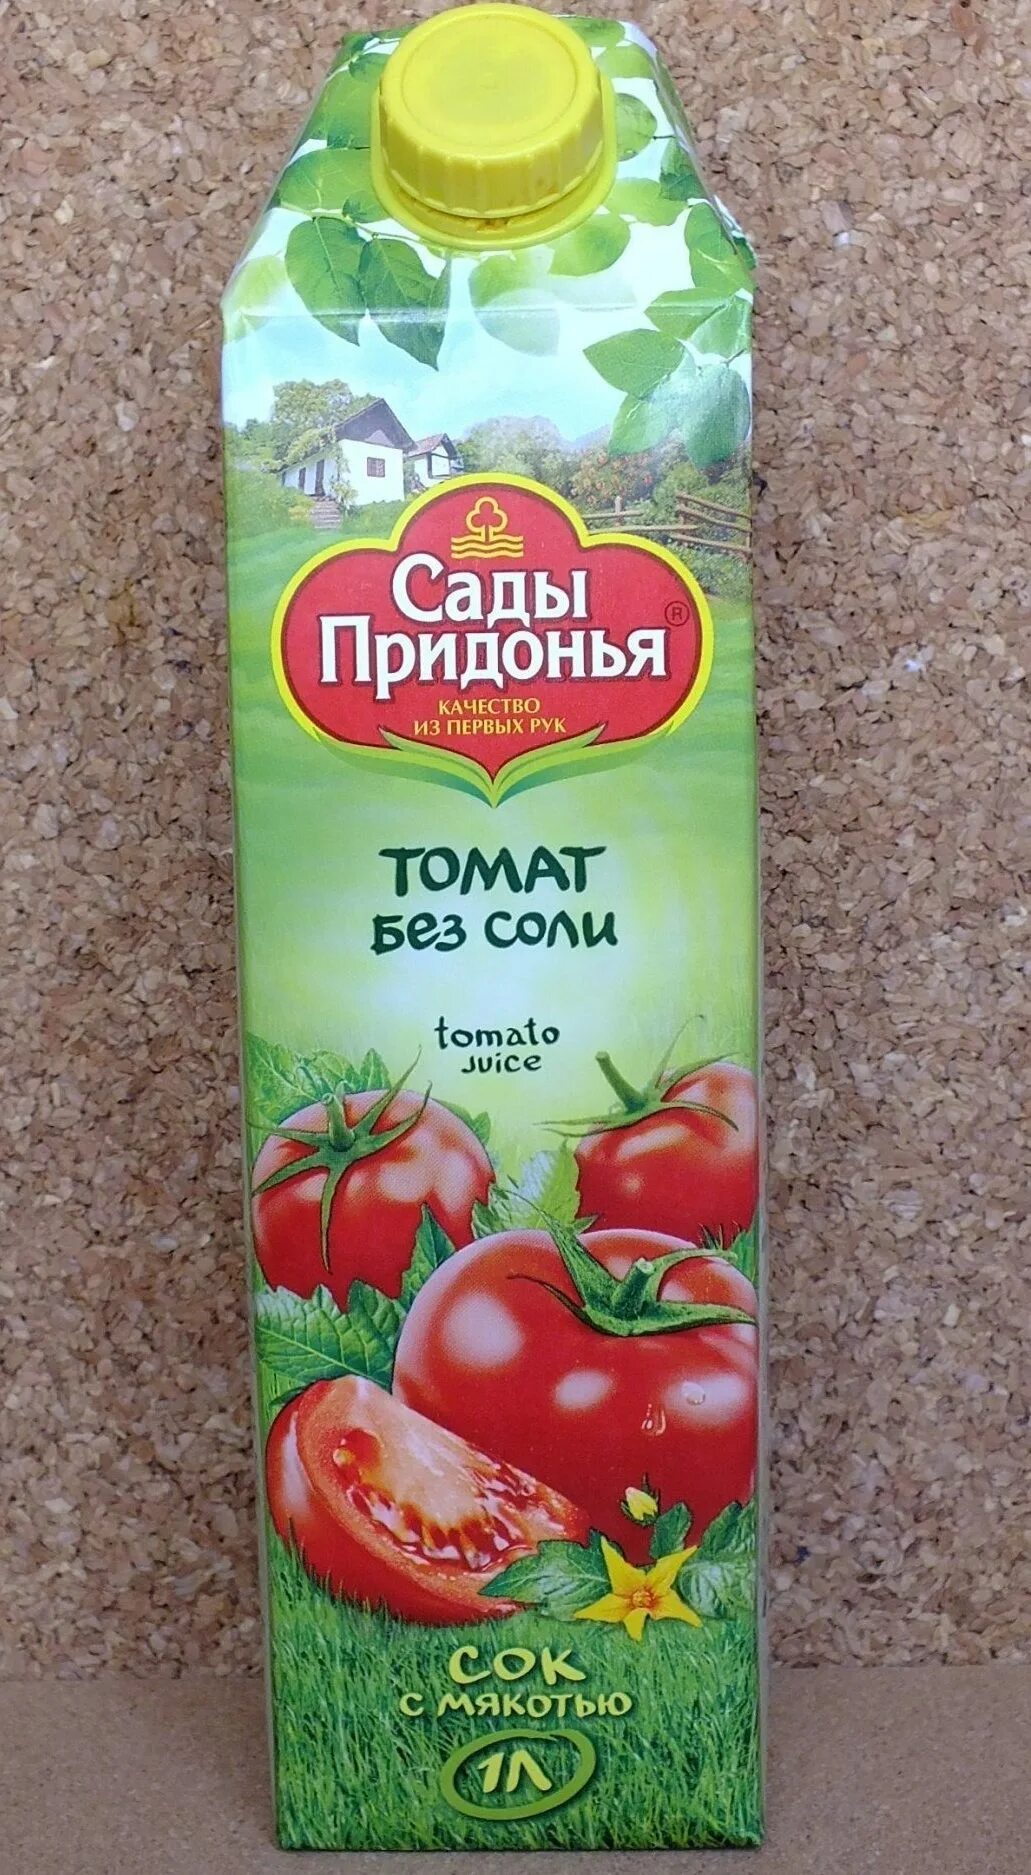 Сады
Придонья ®
КАЧЕСТВО
ИЗ ПЕРВЫХ РУК
ТОМАТ
БЕЗ СОЛИ
tomato
juice
СОК
С МЯКОТЬЮ
1Л